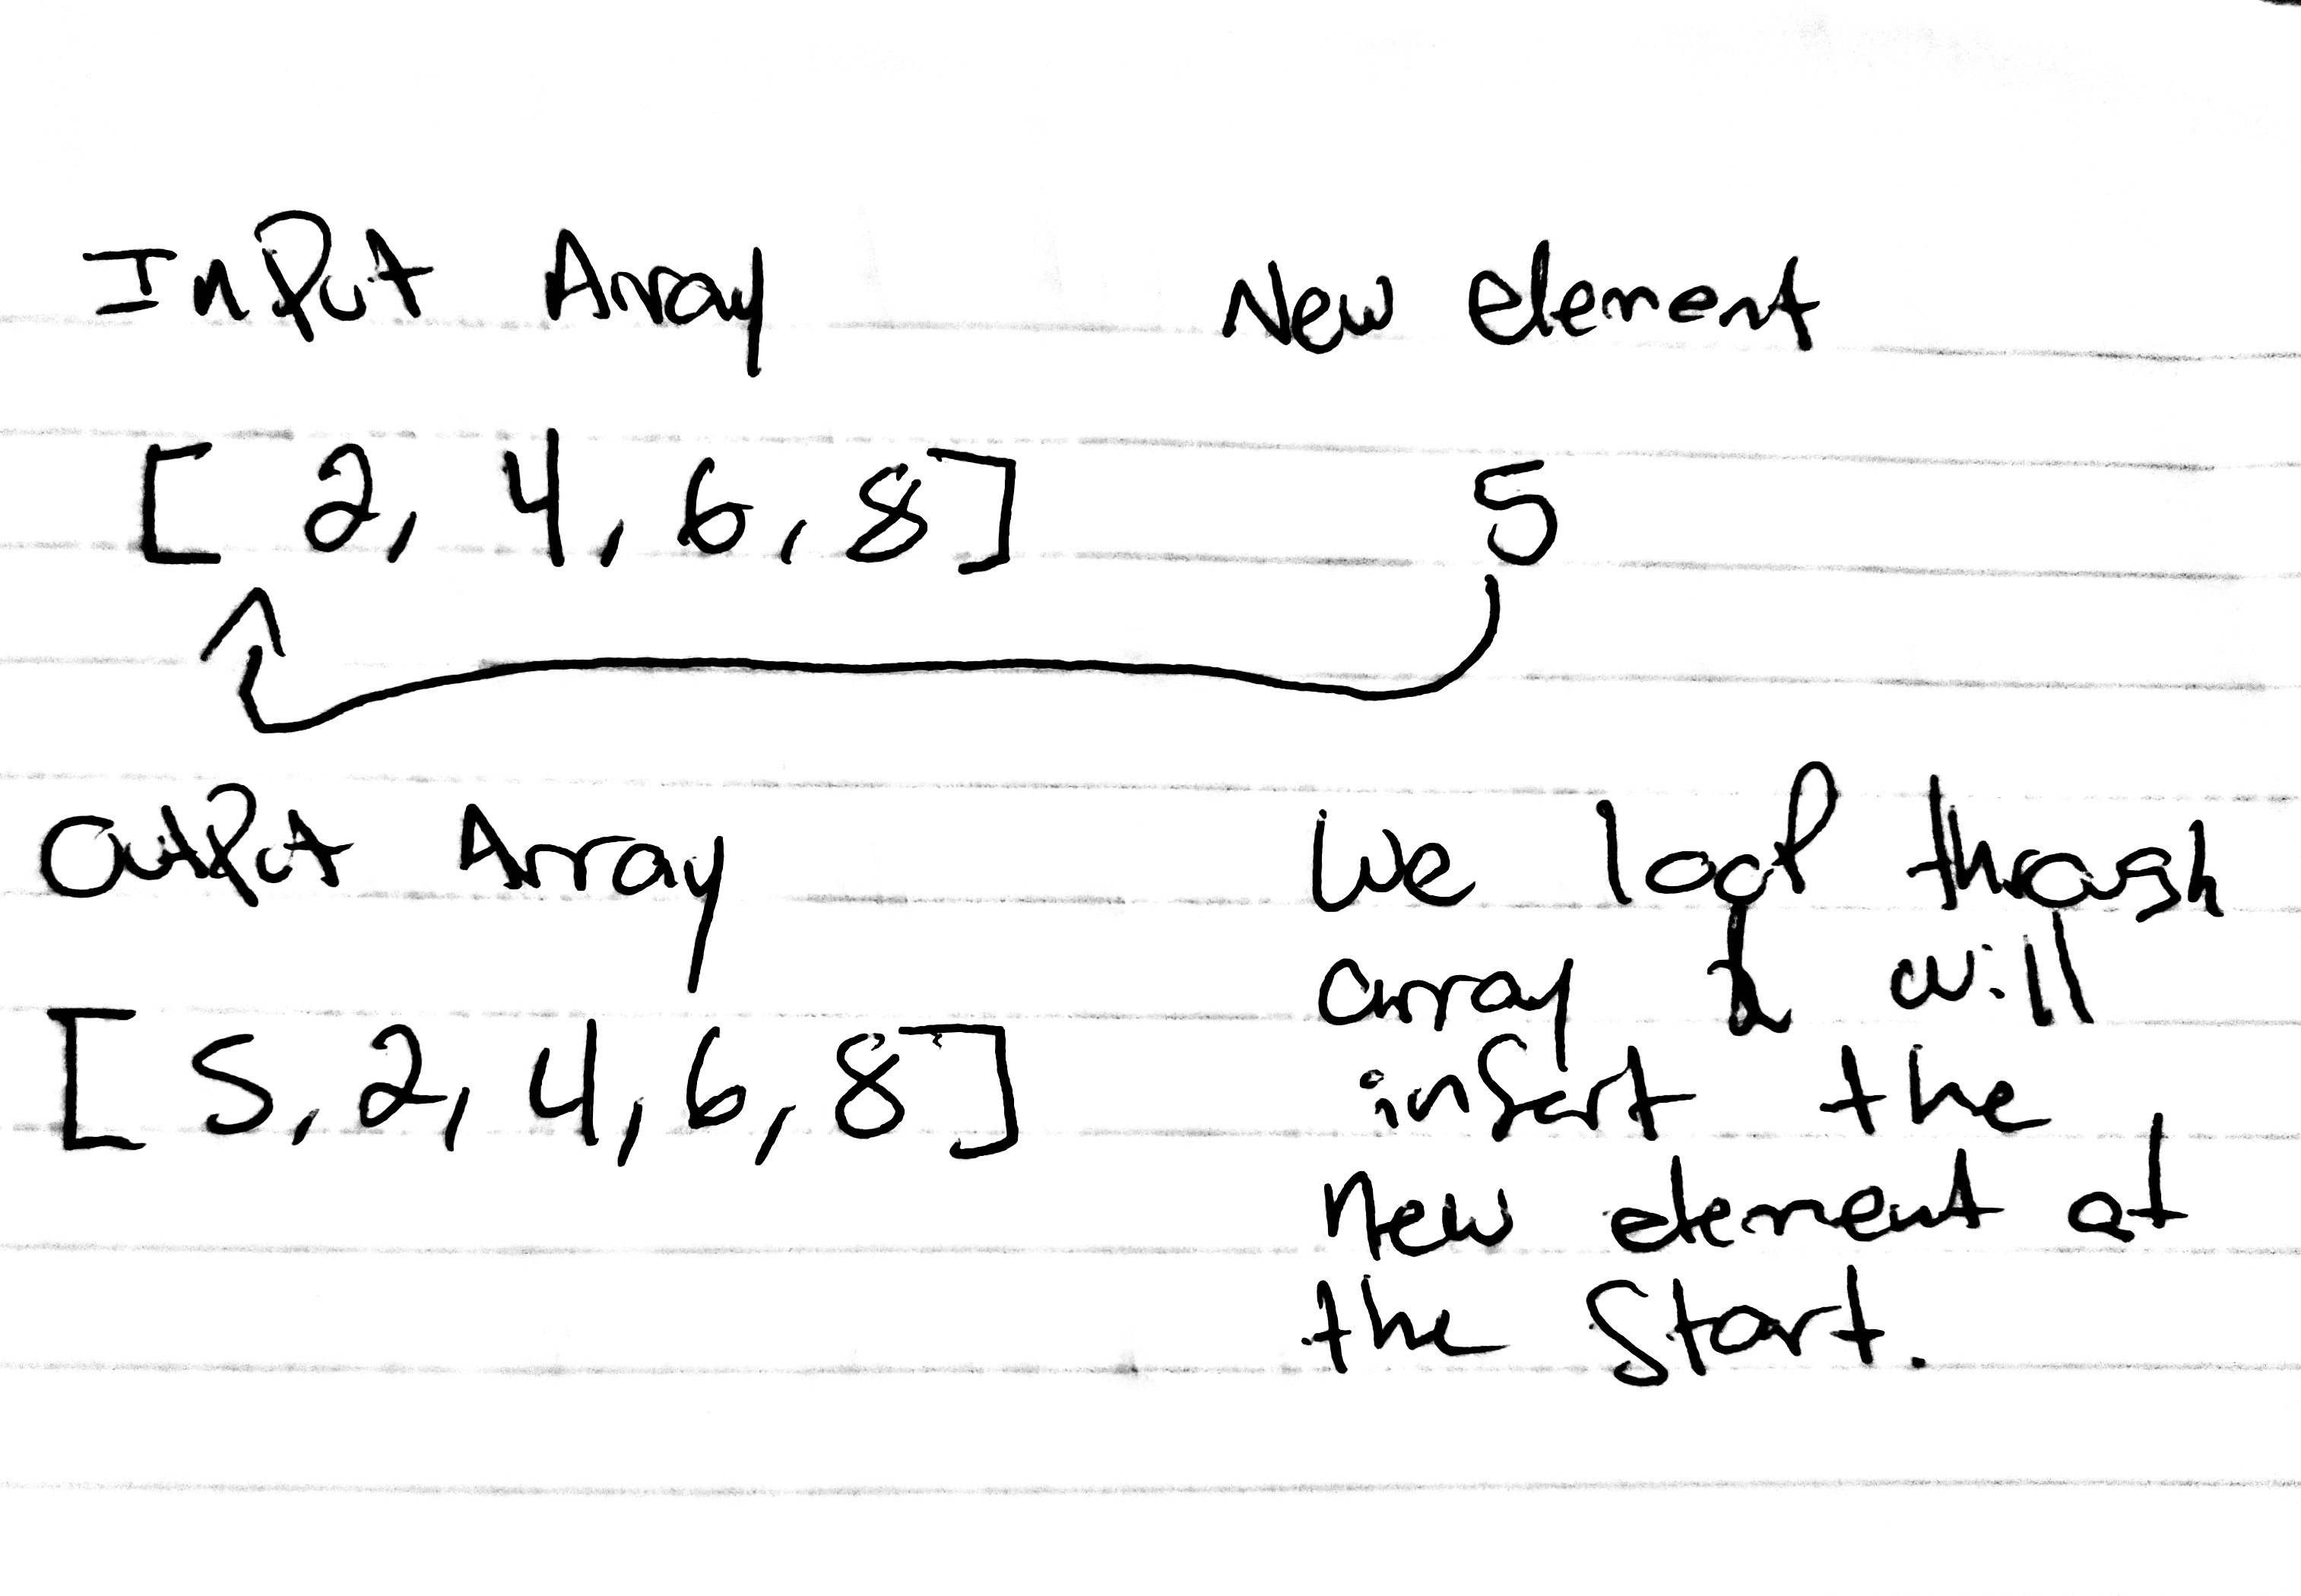 Input Array New element
[ 2, 4, 6, 8 ] 5
Output Array
[ 5, 2, 4, 6, 8 ]
We loop through
array & will
insert the
new element at
the start.